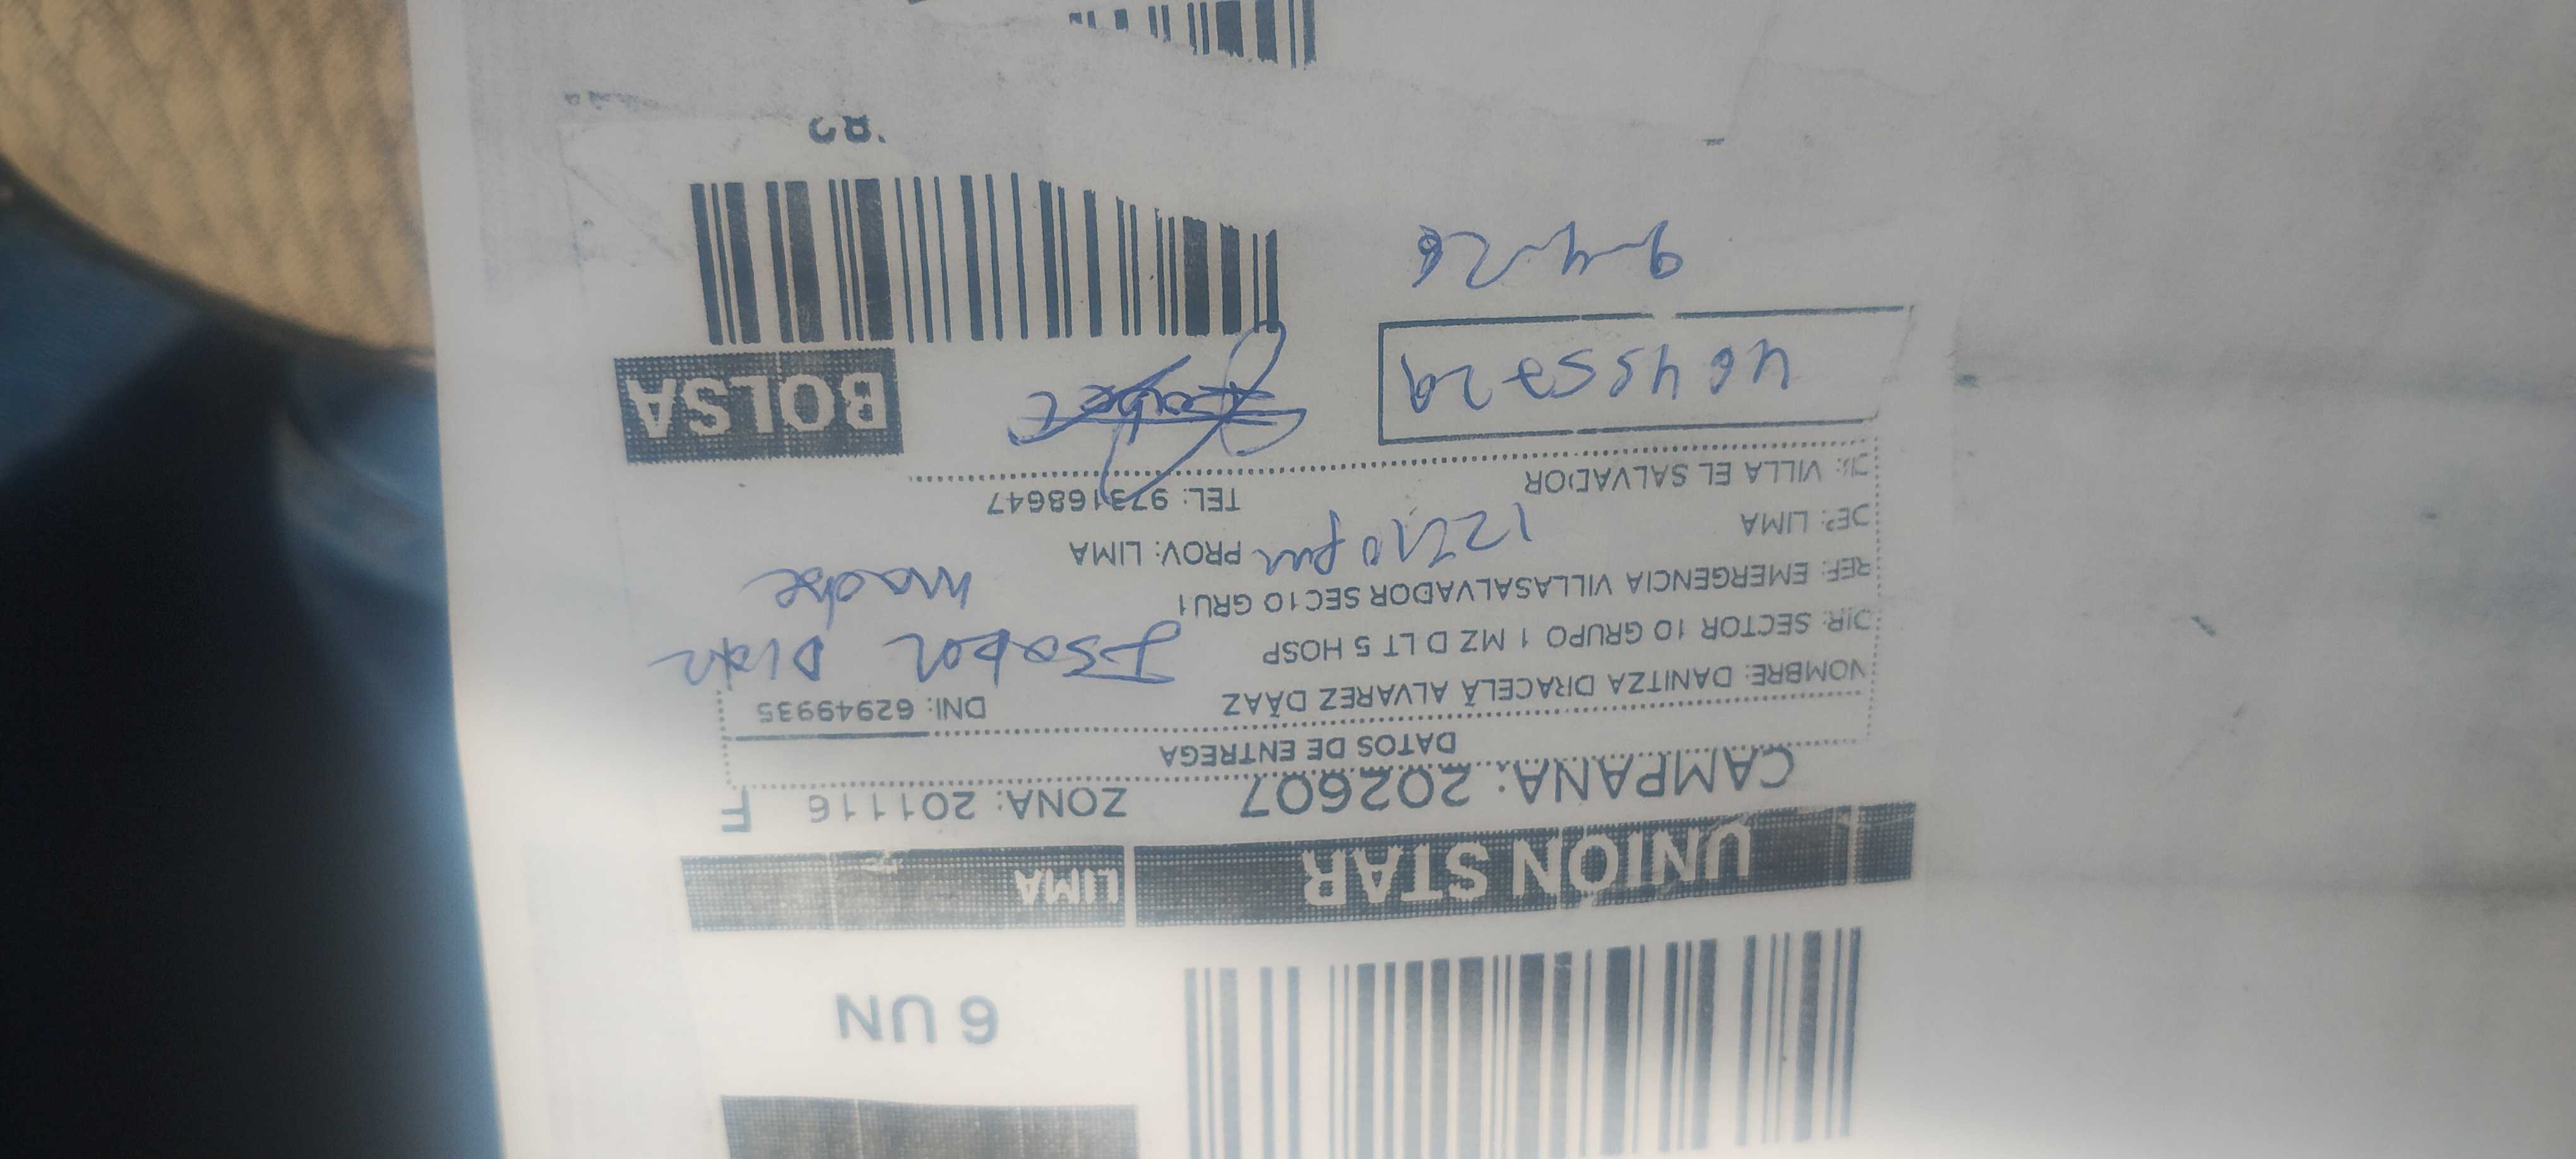 6 UN
UNION STAR LIMA
CAMPAÑA: 202607 ZONA: 201116 F
DATOS DE ENTREGA
NOMBRE: DANITZA DRACELÃ ALVAREZ DÃAZ DNI: 62949935
DIR: SECTOR 10 GRUPO 1 MZ D LT 5 HOSP
Isabel Diaz
REF: EMERGENCIA VILLASALVADOR SEC10 GRU1
madre
DEP: LIMA PROV: LIMA
12:10 pm
DI: VILLA EL SALVADOR TEL: 973168647
BOLSA
9-4-26